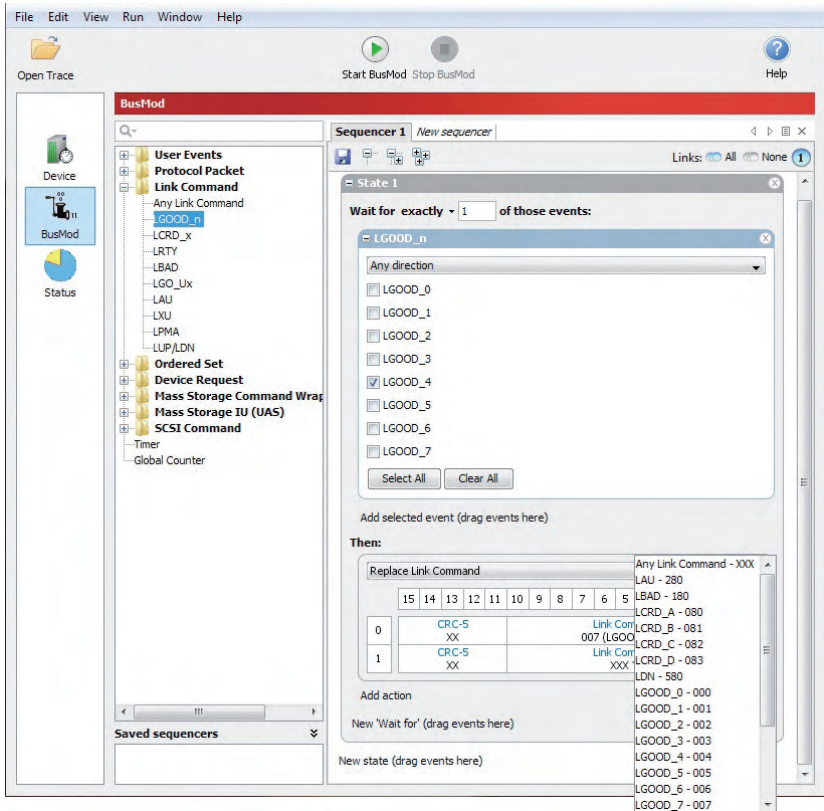 File Edit View Run Window Help
Open Trace
Start BusMod Stop BusMod
Help
Device
BusMod
Status
BusMod
User Events
Protocol Packet
Link Command
Any Link Command
LGOOD_n
LCRD_x
LRTY
LBAD
LGO_Ux
LAU
LXU
LPMA
LUP/LDN
Ordered Set
Device Request
Mass Storage Command Wrap
Mass Storage IU (UAS)
SCSI Command
Timer
Global Counter
Saved sequencers
Sequencer 1 New sequencer
Links: All None 1
State 1
Wait for exactly 1 of those events:
LGOOD_n
Any direction
LGOOD_0
LGOOD_1
LGOOD_2
LGOOD_3
LGOOD_4
LGOOD_5
LGOOD_6
LGOOD_7
Select All Clear All
Add selected event (drag events here)
Then:
Replace Link Command
15 14 13 12 11 10 9 8 7 6 5
CRC-5 Link Com
0 XX 007 (LGOO
CRC-5 Link Com
1 XX XXX
Add action
New 'Wait for' (drag events here)
New state (drag events here)
Any Link Command - XXX
LAU - 280
LBAD - 180
LCRD_A - 080
LCRD_B - 081
LCRD_C - 082
LCRD_D - 083
LDN - 580
LGOOD_0 - 000
LGOOD_1 - 001
LGOOD_2 - 002
LGOOD_3 - 003
LGOOD_4 - 004
LGOOD_5 - 005
LGOOD_6 - 006
LGOOD_7 - 007